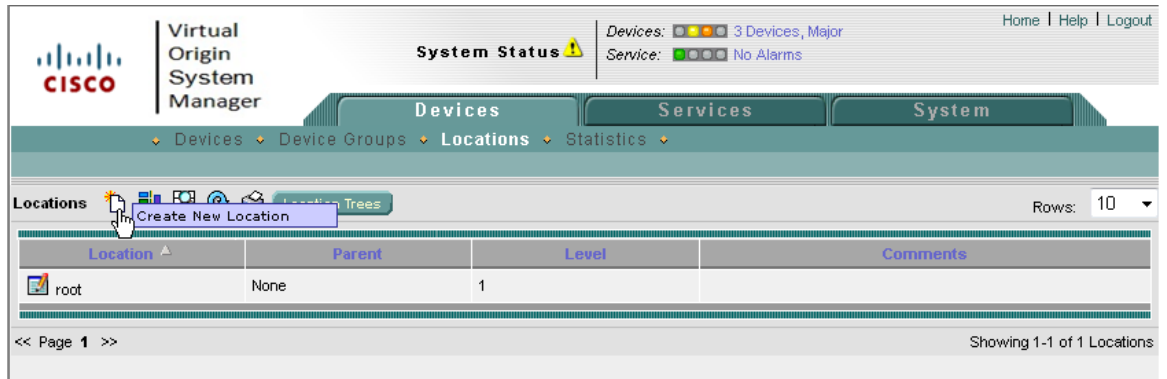 CISCO
Virtual
Origin
System
Manager
System Status
Devices: 3 Devices, Major
Service: No Alarms
Home | Help | Logout
Devices Services System
Devices Device Groups Locations Statistics
Locations Trees Rows: 10
Create New Location
Location Parent Level Comments
root None 1
<< Page 1 >> Showing 1-1 of 1 Locations